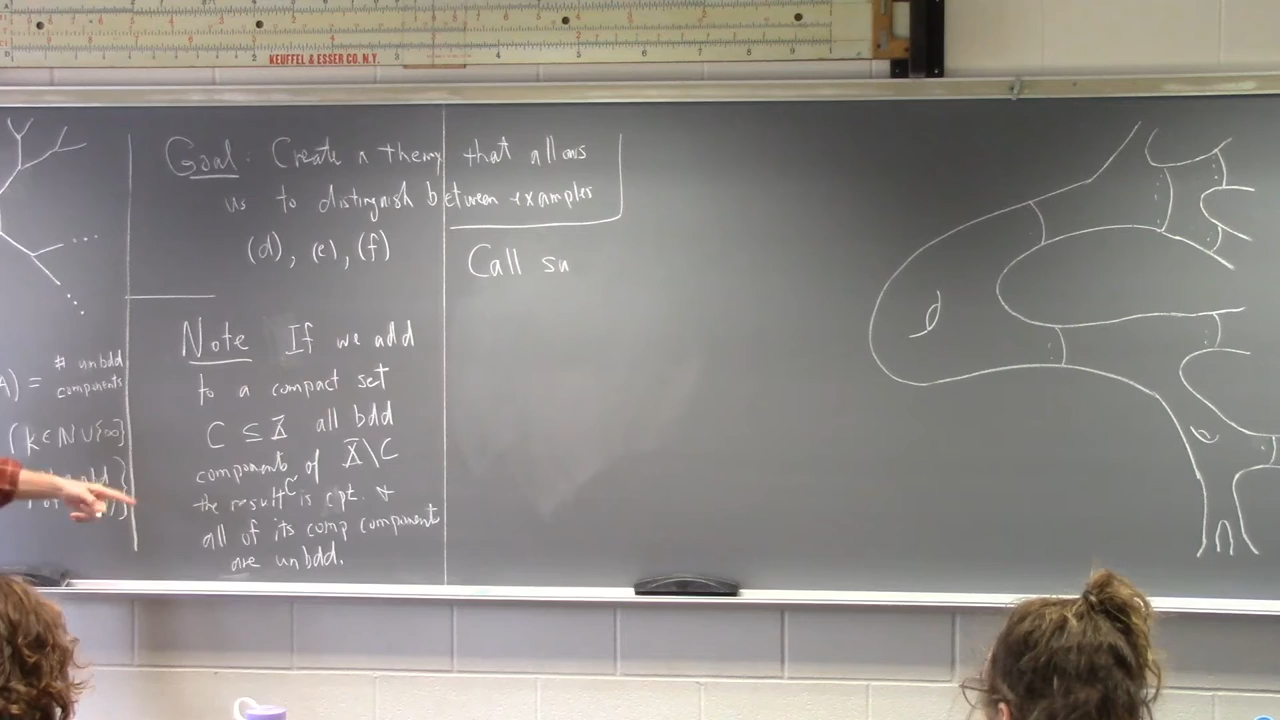 KEUFFEL & ESSER CO. N.Y.
Goal: Create a theory that allows
us to distinguish between examples
(d), (e), (f)
Call su
Note If we add
to a compact set
C ⊆ X all bdd
components of X\C
the result C is cpt. &
all of its comp component
are unbdd.
# unbdd
A) = components
(k ∈ N ∪ {∞}